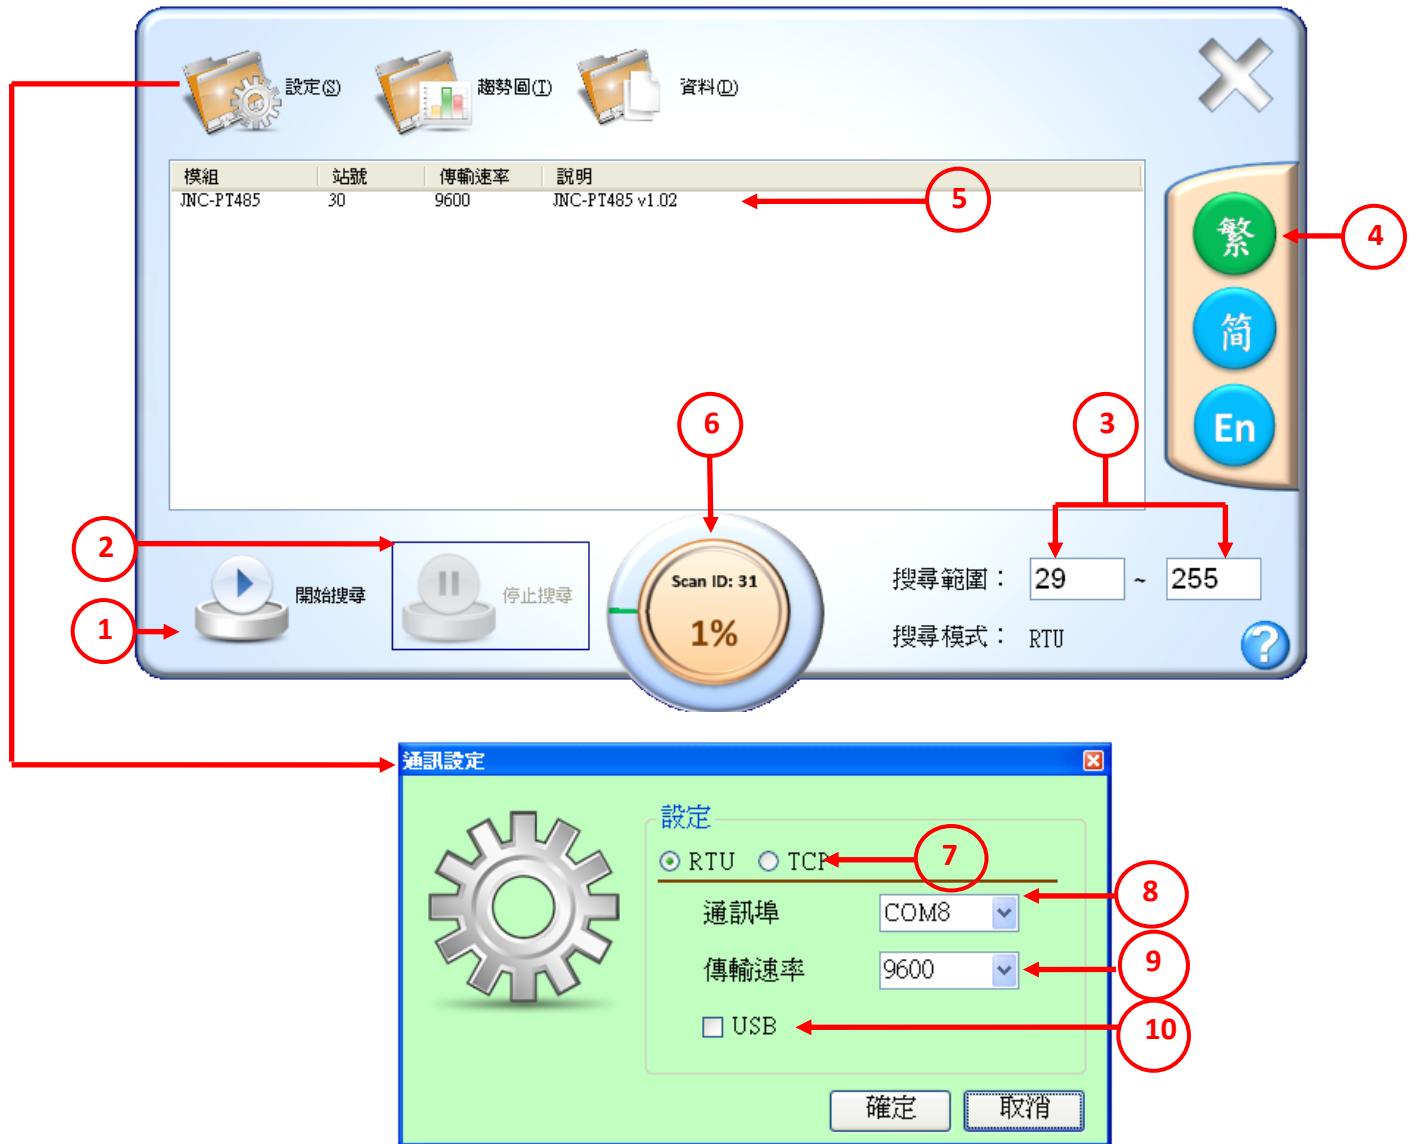 設定(S) 趨勢圖(T) 資料(D)
模組 站號 傳輸速率 說明
JNC-PT485 30 9600 JNC-PT485 v1.02
5
繁
4
简
En
6
3
2
開始搜尋
停止搜尋
Scan ID: 31
1%
搜尋範圍： 29 ~ 255
1
搜尋模式： RTU
?
通訊設定
設定
RTU TCP
7
通訊埠 COM8
8
傳輸速率 9600
9
USB
10
確定 取消